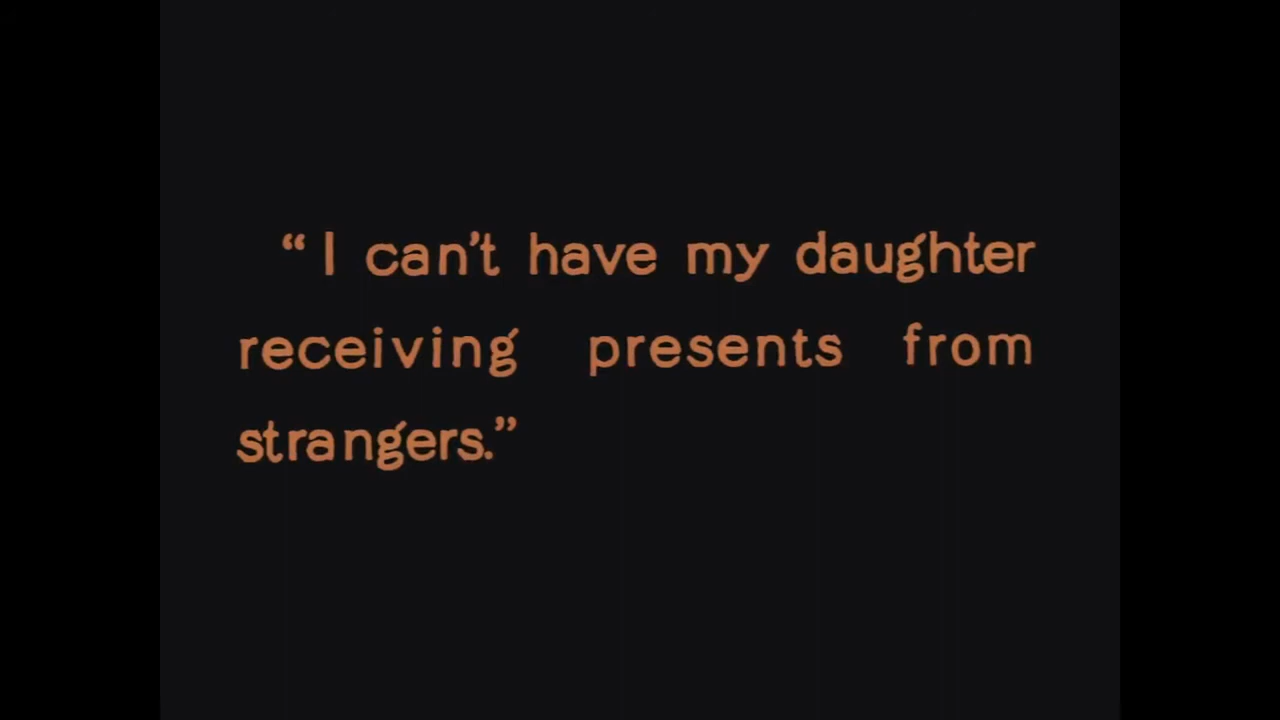 “I can’t have my daughter
receiving presents from
strangers.”